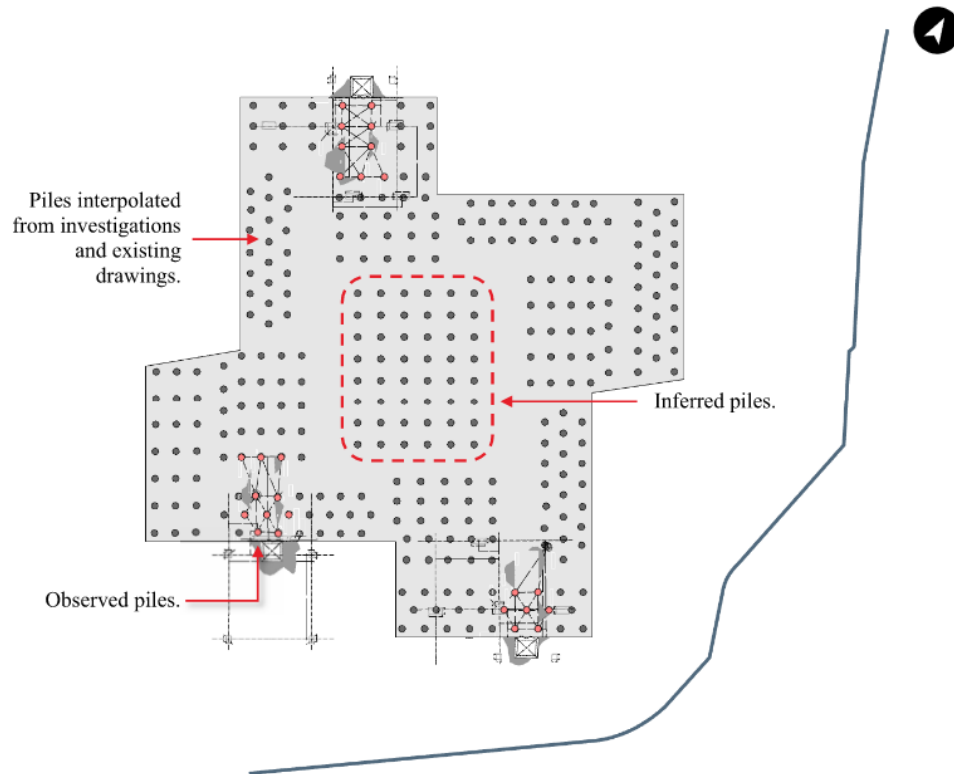 Piles interpolated
from investigations
and existing
drawings.
Inferred piles.
Observed piles.